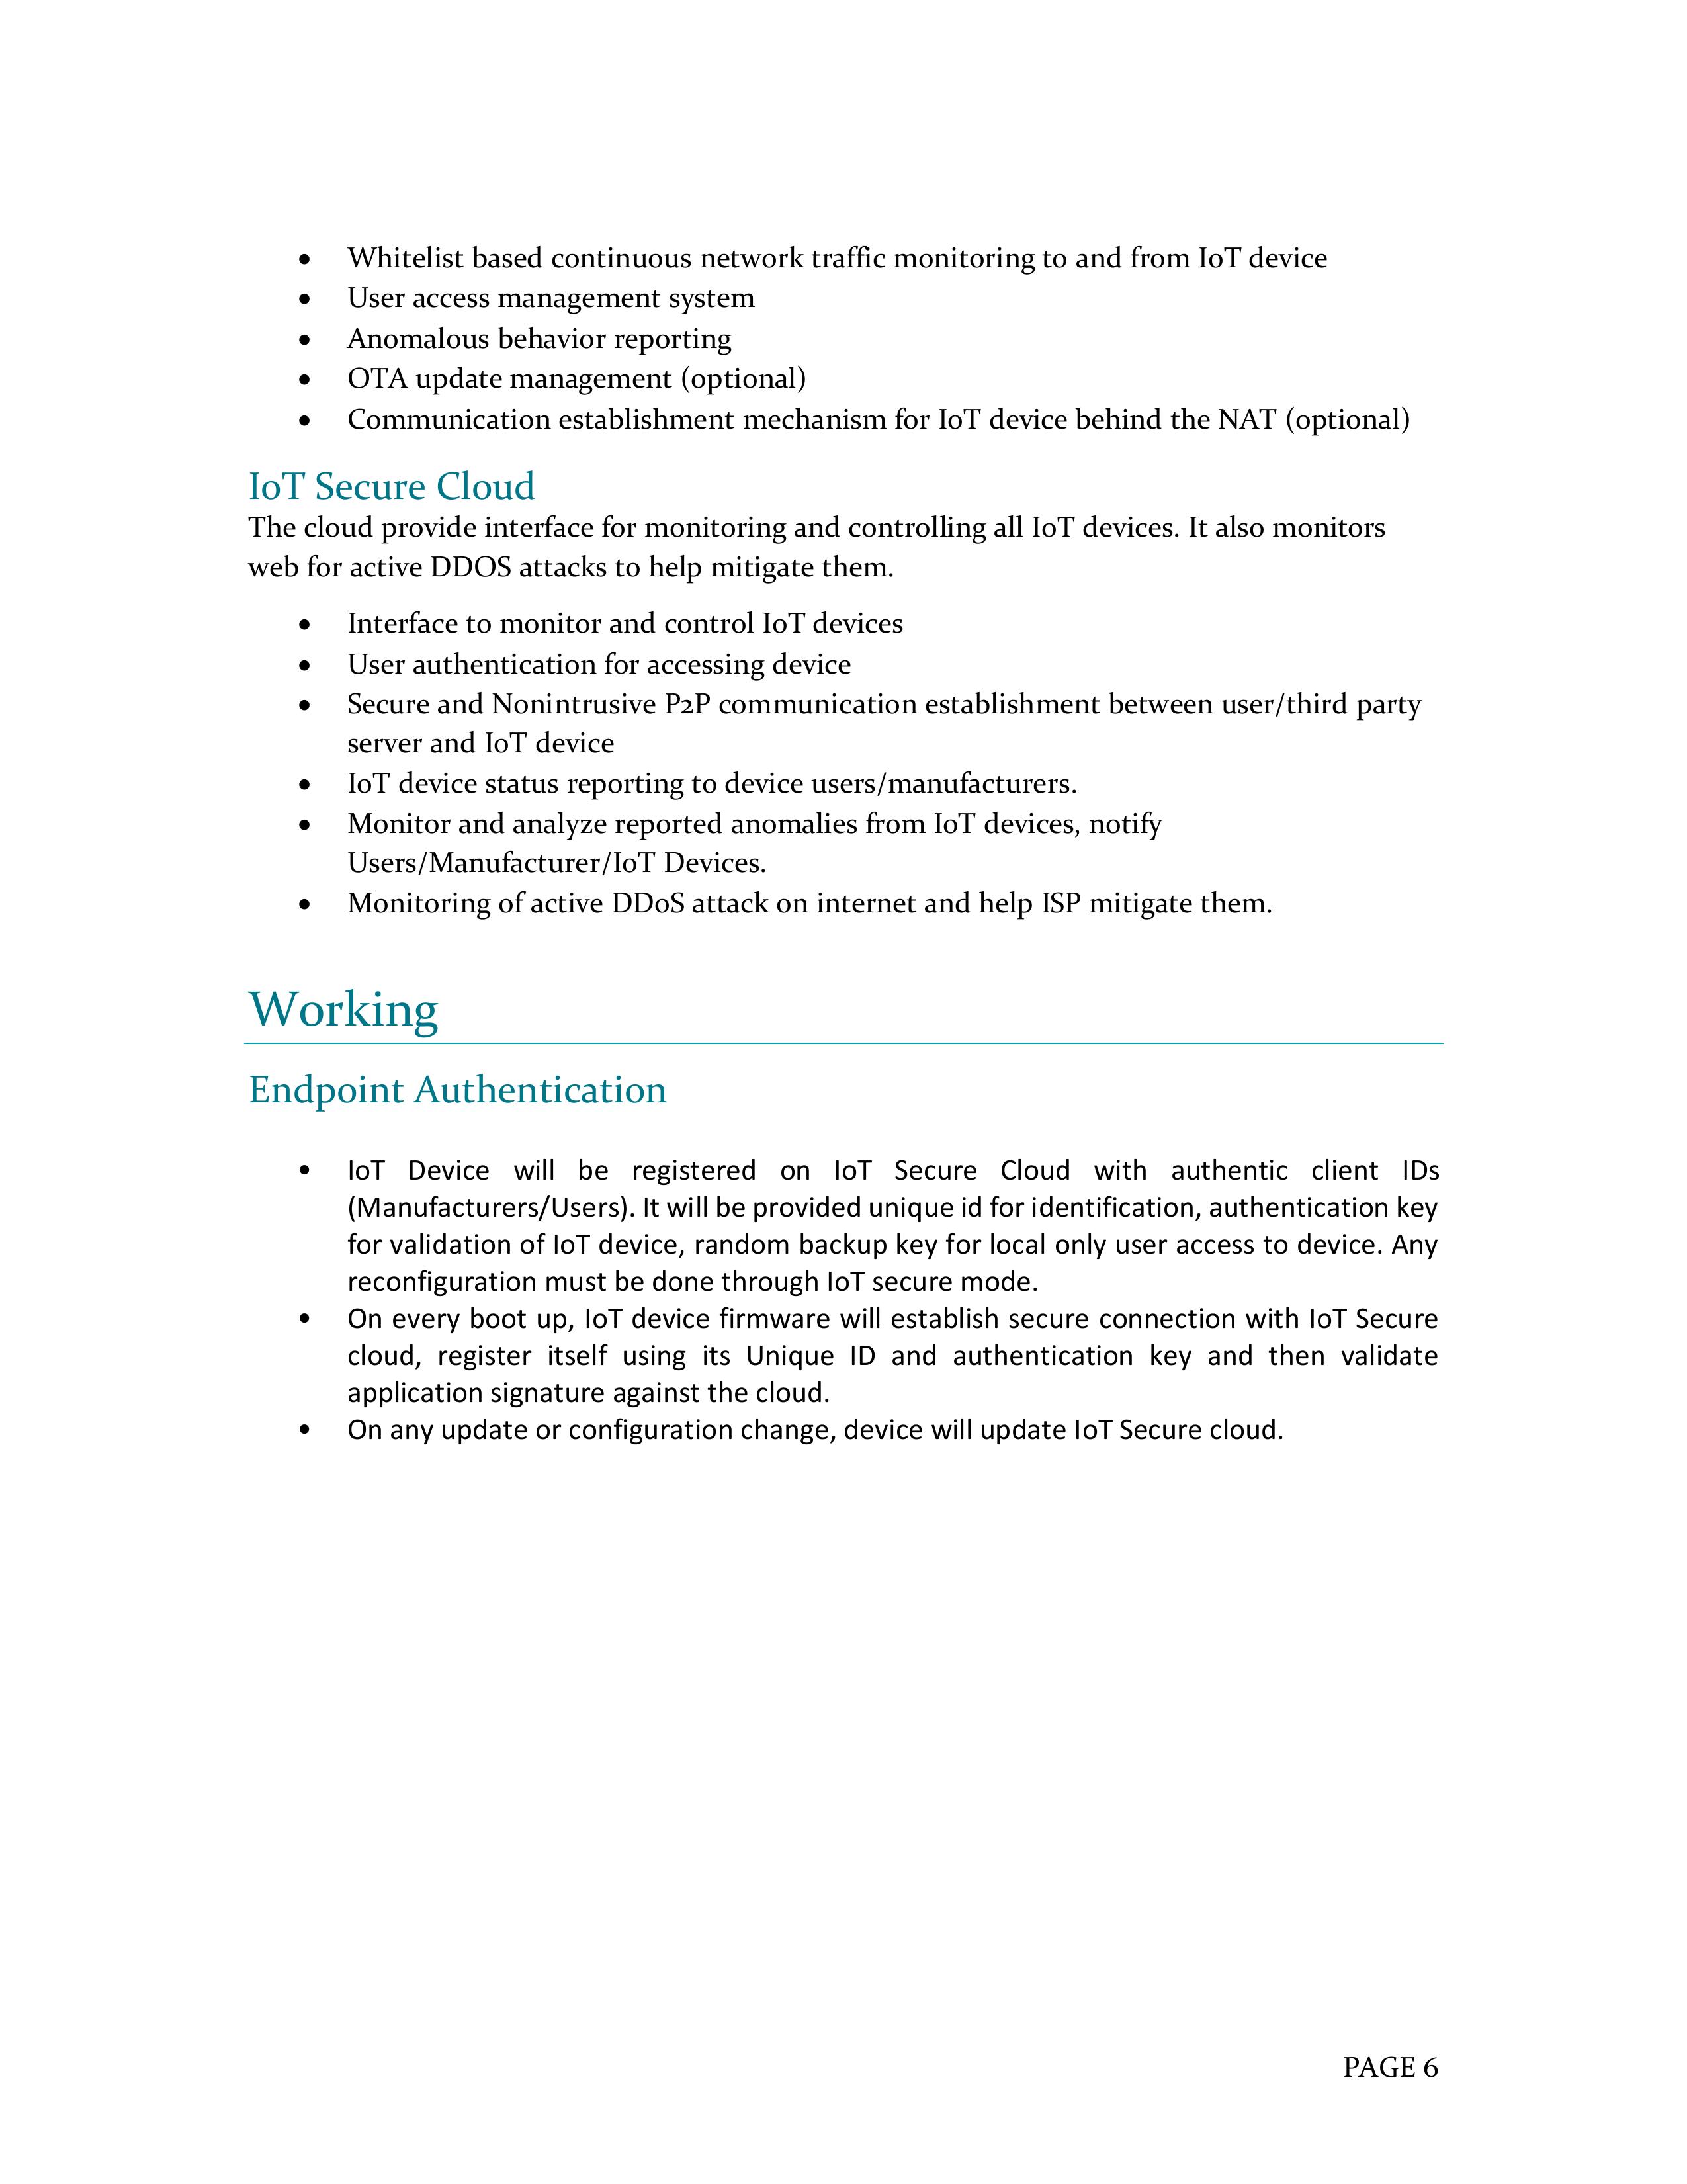 • Whitelist based continuous network traffic monitoring to and from IoT device
• User access management system
• Anomalous behavior reporting
• OTA update management (optional)
• Communication establishment mechanism for IoT device behind the NAT (optional)
IoT Secure Cloud
The cloud provide interface for monitoring and controlling all IoT devices. It also monitors
web for active DDOS attacks to help mitigate them.
• Interface to monitor and control IoT devices
• User authentication for accessing device
• Secure and Nonintrusive P2P communication establishment between user/third party
server and IoT device
• IoT device status reporting to device users/manufacturers.
• Monitor and analyze reported anomalies from IoT devices, notify
Users/Manufacturer/IoT Devices.
• Monitoring of active DDoS attack on internet and help ISP mitigate them.
Working
Endpoint Authentication
• IoT Device will be registered on IoT Secure Cloud with authentic client IDs
(Manufacturers/Users). It will be provided unique id for identification, authentication key
for validation of IoT device, random backup key for local only user access to device. Any
reconfiguration must be done through IoT secure mode.
• On every boot up, IoT device firmware will establish secure connection with IoT Secure
cloud, register itself using its Unique ID and authentication key and then validate
application signature against the cloud.
• On any update or configuration change, device will update IoT Secure cloud.
PAGE 6